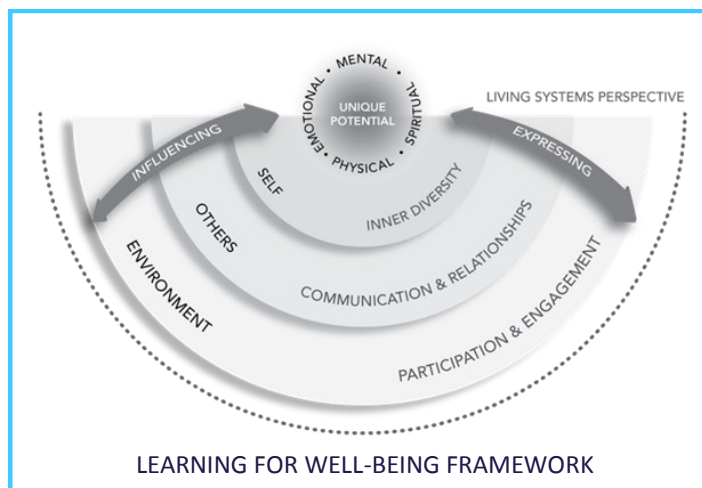 MENTAL • SPIRITUAL • PHYSICAL • EMOTIONAL •
UNIQUE
POTENTIAL
LIVING SYSTEMS PERSPECTIVE
INFLUENCING
EXPRESSING
SELF
INNER DIVERSITY
OTHERS
COMMUNICATION & RELATIONSHIPS
ENVIRONMENT
PARTICIPATION & ENGAGEMENT
LEARNING FOR WELL-BEING FRAMEWORK